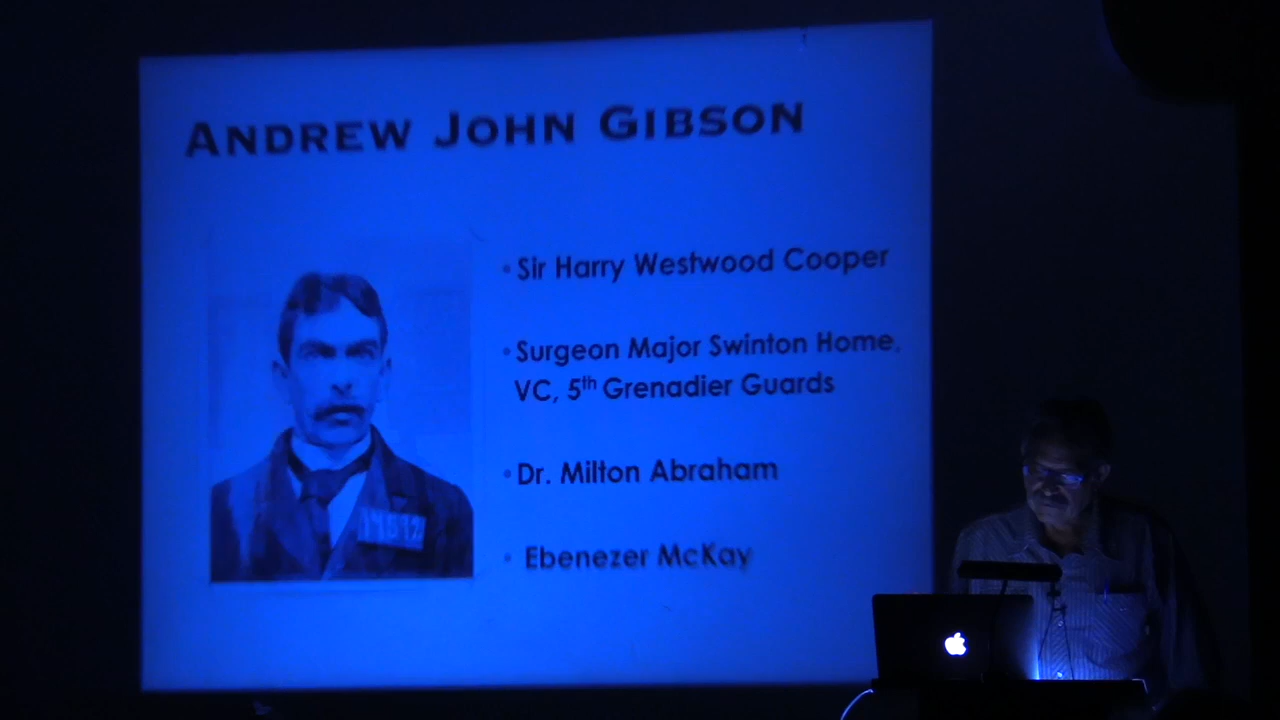 ANDREW JOHN GIBSON
• Sir Harry Westwood Cooper
• Surgeon Major Swinton Home,
VC, 5th Grenadier Guards
• Dr. Milton Abraham
• Ebenezer McKay